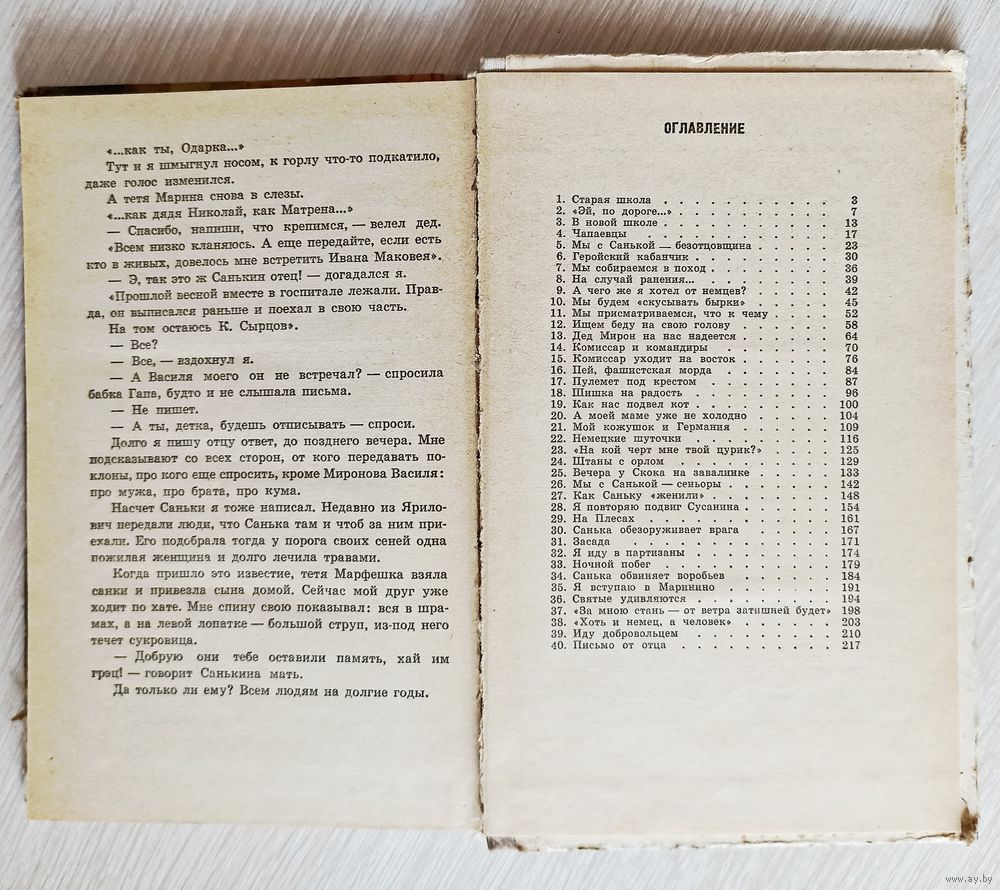 «...как ты, Одарка...»
Тут и я шмыгнул носом, к горлу что-то подкатило,
даже голос изменился.
А тетя Марина снова в слезы.
«...как дядя Николай, как Матрена...»
— Спасибо, напиши, что крепимся, — велел дед.
«Всем низко кланяюсь. А еще передайте, если есть
кто в живых, довелось мне встретить Ивана Маковея».
— Э, так это ж Санькин отец! — догадался я.
«Прошлой весной вместе в госпитале лежали. Прав-
да, он выписался раньше и поехал в свою часть.
На том остаюсь К. Сырцов».
— Все?
— Все, — вздохнул я.
— А Василя моего он не встречал? — спросила
бабка Гапа, будто и не слышала письма.
— Не пишет.
— А ты, детка, будешь отписывать — спроси.
Долго я пишу отцу ответ, до позднего вечера. Мне
подсказывают со всех сторон, от кого передавать по-
клоны, про кого еще спросить, кроме Миронова Василя:
про мужа, про брата, про кума.
Насчет Саньки я тоже написал. Недавно из Ярило-
вич передали люди, что Санька там и чтоб за ним при-
ехали. Его подобрала тогда у порога своих сеней одна
пожилая женщина и долго лечила травами.
Когда пришло это известие, тетя Марфешка взяла
санки и привезла сына домой. Сейчас мой друг уже
ходит по хате. Мне спину свою показывал: вся в шра-
мах, а на левой лопатке — большой струп, из-под него
течет сукровица.
— Добрую они тебе оставили память, хай им
грэц! — говорит Санькина мать.
Да только ли ему? Всем людям на долгие годы.
ОГЛАВЛЕНИЕ
1. Старая школа . . . . . . . . . . . . 3
2. «Эй, по дороге...» . . . . . . . . . . 7
3. В новой школе . . . . . . . . . . . 13
4. Чапаевцы . . . . . . . . . . . . 17
5. Мы с Санькой — безотцовщина . . . . . . 23
6. Геройский кабанчик . . . . . . . . . 30
7. Мы собираемся в поход . . . . . . . . 36
8. На случай ранения... . . . . . . . . . 39
9. А чего же я хотел от немцев? . . . . . . 42
10. Мы будем «скусывать бырки» . . . . . . 45
11. Мы присматриваемся, что к чему . . . . . 52
12. Ищем беду на свою голову . . . . . . . 58
13. Дед Мирон на нас надеется . . . . . . . 64
14. Комиссар и командиры . . . . . . . . 70
15. Комиссар уходит на восток . . . . . . . 76
16. Пей, фашистская морда . . . . . . . . 84
17. Пулемет под крестом . . . . . . . . . 87
18. Шишка на радость . . . . . . . . . . 96
19. Как нас подвел кот . . . . . . . . . . 100
20. А моей маме уже не холодно . . . . . . 104
21. Мой кожушок и Германия . . . . . . . 109
22. Немецкие шуточки . . . . . . . . . . 116
23. «На кой черт мне твой цурик?» . . . . . . 125
24. Штаны с орлом . . . . . . . . . . . 129
25. Вечера у Скока на завалинке . . . . . . 133
26. Мы с Санькой — сеньоры . . . . . . . . 142
27. Как Саньку «женили» . . . . . . . . . 148
28. Я повторяю подвиг Сусанина . . . . . . 154
29. На Плесах . . . . . . . . . . . . 161
30. Санька обезоруживает врага . . . . . . 167
31. Засада . . . . . . . . . . . . . 171
32. Я иду в партизаны . . . . . . . . . 174
33. Ночной побег . . . . . . . . . . . 179
34. Санька обвиняет воробьев . . . . . . . 184
35. Я вступаю в Маринино . . . . . . . . 191
36. Святые удивляются . . . . . . . . . 194
37. «За мною стань — от ветра затишней будет» 198
38. «Хоть и немец, а человек» . . . . . . . 203
39. Иду добровольцем . . . . . . . . . . 210
40. Письмо от отца . . . . . . . . . . 217
www.ay.by